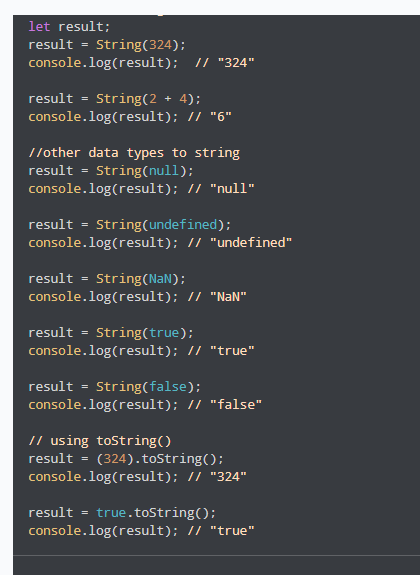 let result;
result = String(324);
console.log(result);  // "324"
result = String(2 + 4);
console.log(result); // "6"
//other data types to string
result = String(null);
console.log(result); // "null"
result = String(undefined);
console.log(result); // "undefined"
result = String(NaN);
console.log(result); // "NaN"
result = String(true);
console.log(result); // "true"
result = String(false);
console.log(result); // "false"
// using toString()
result = (324).toString();
console.log(result); // "324"
result = true.toString();
console.log(result); // "true"